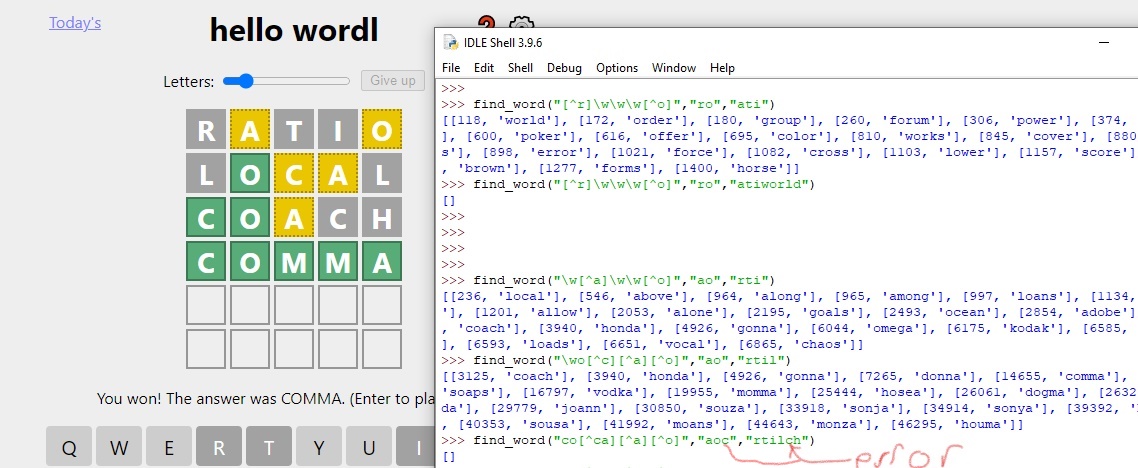 Today's
hello wordl
?
Letters:
Give up
R A T I O
L O C A L
C O A C H
C O M M A
You won! The answer was COMMA. (Enter to pla
Q W E R T Y U I
IDLE Shell 3.9.6
File Edit Shell Debug Options Window Help
>>>
>>> find_word("[^r]\w\w\w[^o]","ro","ati")
[[118, 'world'], [172, 'order'], [180, 'group'], [260, 'forum'], [306, 'power'], [374,
], [600, 'poker'], [616, 'offer'], [695, 'color'], [810, 'works'], [845, 'cover'], [880
s'], [898, 'error'], [1021, 'force'], [1082, 'cross'], [1103, 'lower'], [1157, 'score']
, 'brown'], [1277, 'forms'], [1400, 'horse']]
>>> find_word("[^r]\w\w\w[^o]","ro","atiworld")
[]
>>>
>>>
>>>
>>>
>>> find_word("\w[^a]\w\w[^o]","ao","rti")
[[236, 'local'], [546, 'above'], [964, 'along'], [965, 'among'], [997, 'loans'], [1134,
'], [1201, 'allow'], [2053, 'alone'], [2195, 'goals'], [2493, 'ocean'], [2854, 'adobe']
, 'coach'], [3940, 'honda'], [4926, 'gonna'], [6044, 'omega'], [6175, 'kodak'], [6585,
], [6593, 'loads'], [6651, 'vocal'], [6865, 'chaos']]
>>> find_word("\wo[^c][^a][^o]","ao","rtil")
[[3125, 'coach'], [3940, 'honda'], [4926, 'gonna'], [7265, 'donna'], [14655, 'comma'],
'soaps'], [16797, 'vodka'], [19955, 'momma'], [25444, 'hosea'], [26061, 'dogma'], [2632
da'], [29779, 'joann'], [30850, 'souza'], [33918, 'sonja'], [34914, 'sonya'], [39392, '
, [40353, 'sousa'], [41992, 'moans'], [44643, 'monza'], [46295, 'houma']]
>>> find_word("co[^ca][^a][^o]","aoc","rtilch")
[]
error